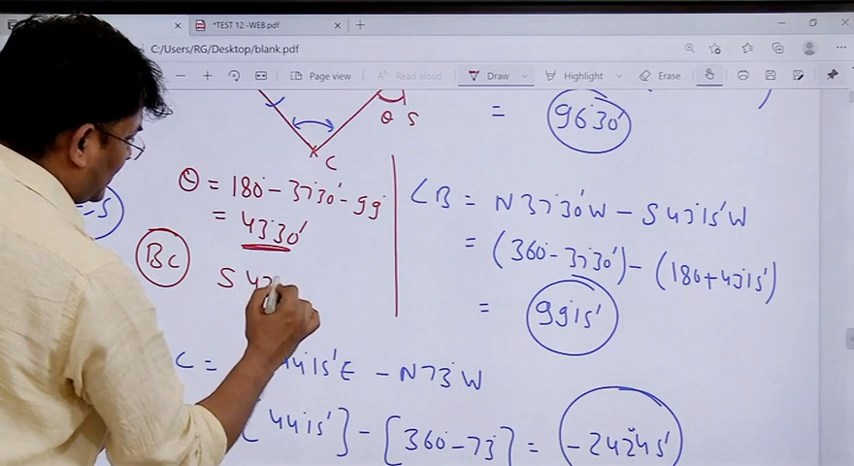 *TEST 12 -WEB.pdf
C:/Users/RG/Desktop/blank.pdf
Page view
Read aloud
Draw
Highlight
Erase
θ S
C
= 96°30'
θ = 180° - 37°30' - 99°
= 43°30'
BC
S 43
∠B = N 37°30'W - S 47°15'W
= (360° - 37°30') - (180 + 47°15')
= 99°15'
C = 44°15'E - N73°W
44°15'] - [360 - 73°] = -242°45'